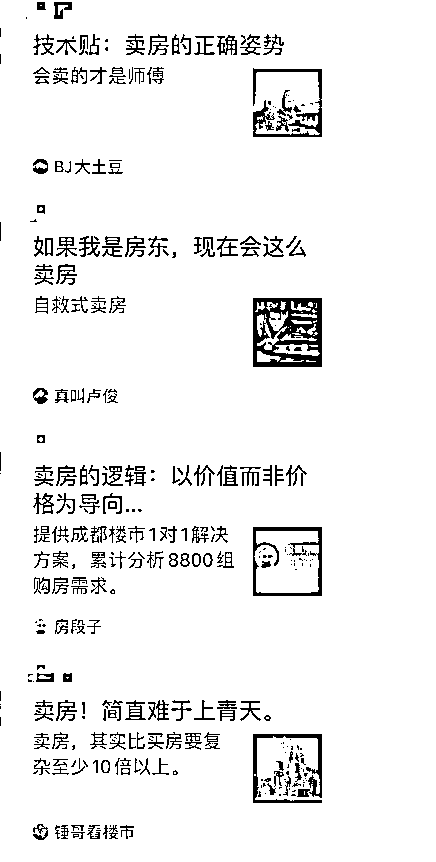 技术贴：卖房的正确姿势
会卖的才是师傅
BJ大土豆
如果我是房东，现在会这么
卖房
自救式卖房
真叫卢俊
卖房的逻辑：以价值而非价
格为导向...
提供成都楼市1对1解决
方案，累计分析8800组
购房需求。
房段子
卖房！简直难于上青天。
卖房，其实比买房要复
杂至少10倍以上。
锤哥看楼市